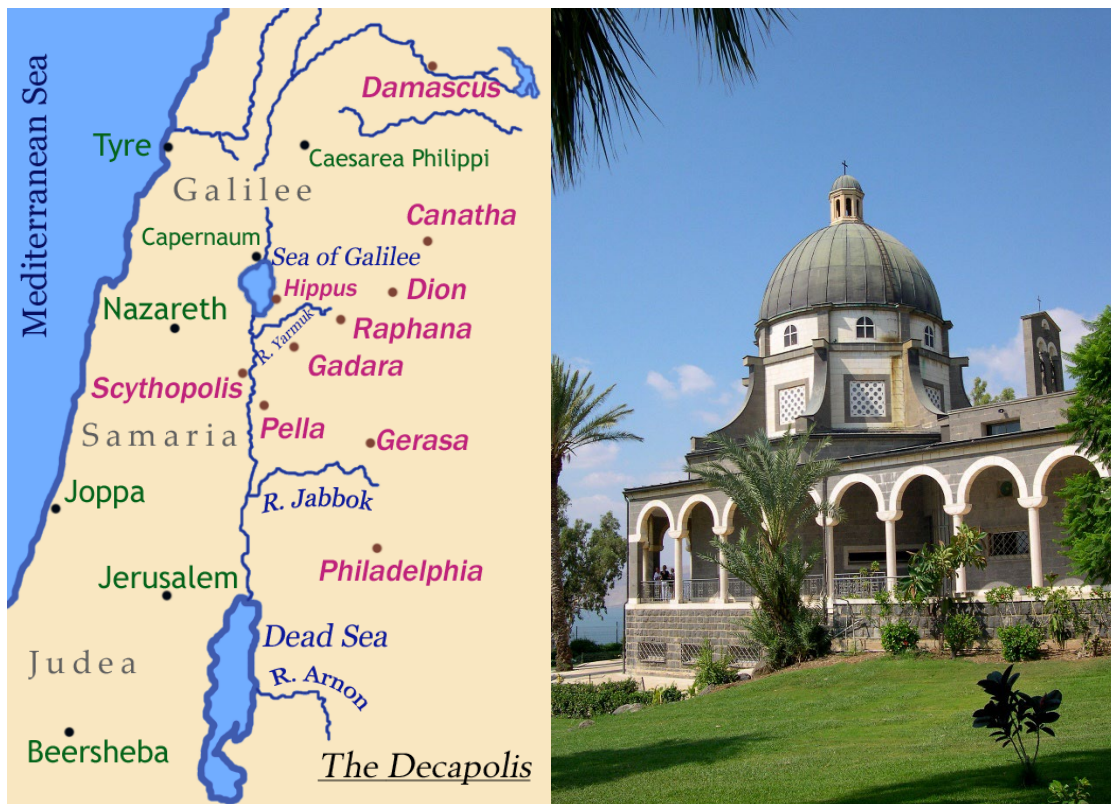 Mediterranean Sea
Damascus
Tyre
Caesarea Philippi
Galilee
Canatha
Capernaum
Sea of Galilee
Hippus
Dion
Nazareth
R. Yarmuk
Raphana
Gadara
Scythopolis
Pella
Samaria
Gerasa
Joppa
R. Jabbok
Jerusalem
Philadelphia
Dead Sea
Judea
R. Arnon
Beersheba
The Decapolis